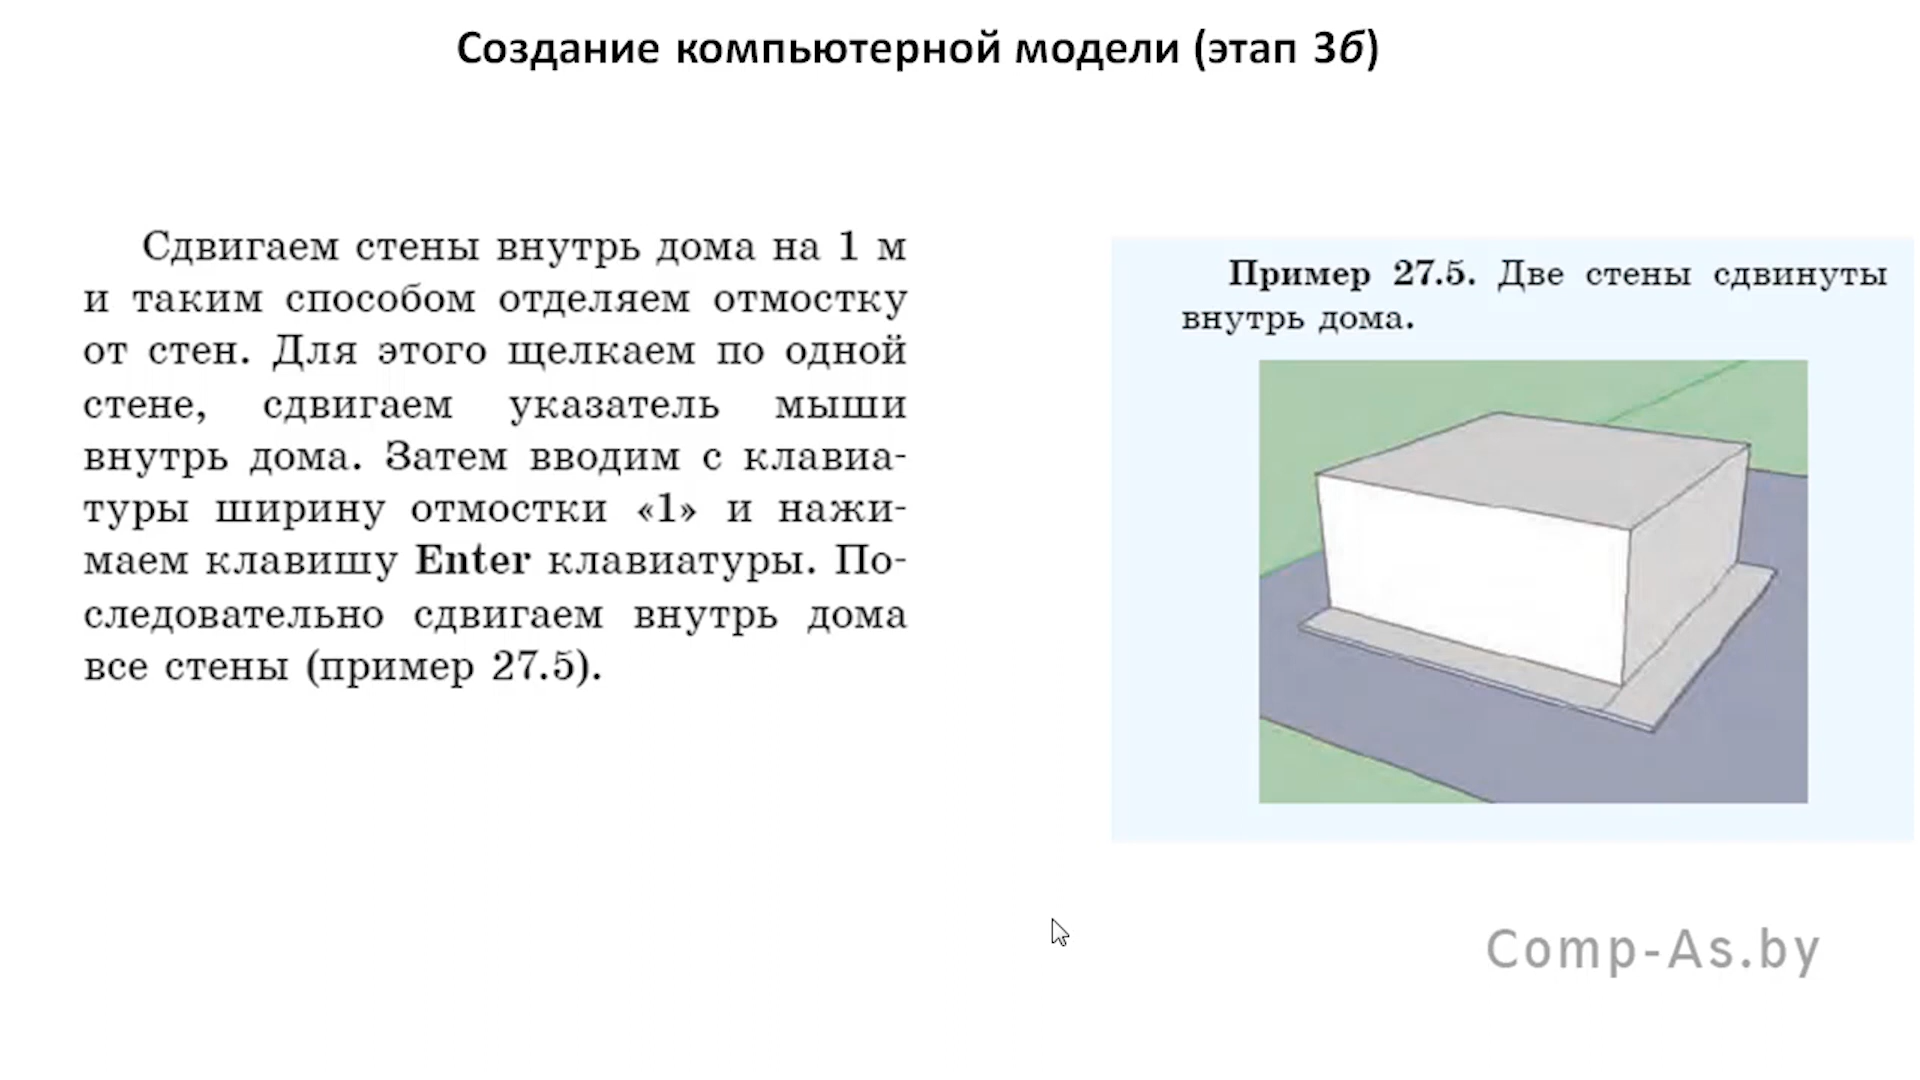 Создание компьютерной модели (этап 3б)
Сдвигаем стены внутрь дома на 1 м
и таким способом отделяем отмостку
от стен. Для этого щелкаем по одной
стене, сдвигаем указатель мыши
внутрь дома. Затем вводим с клавиа-
туры ширину отмостки «1» и нажи-
маем клавишу Enter клавиатуры. По-
следовательно сдвигаем внутрь дома
все стены (пример 27.5).
Пример 27.5. Две стены сдвинуты
внутрь дома.
Comp-As.by